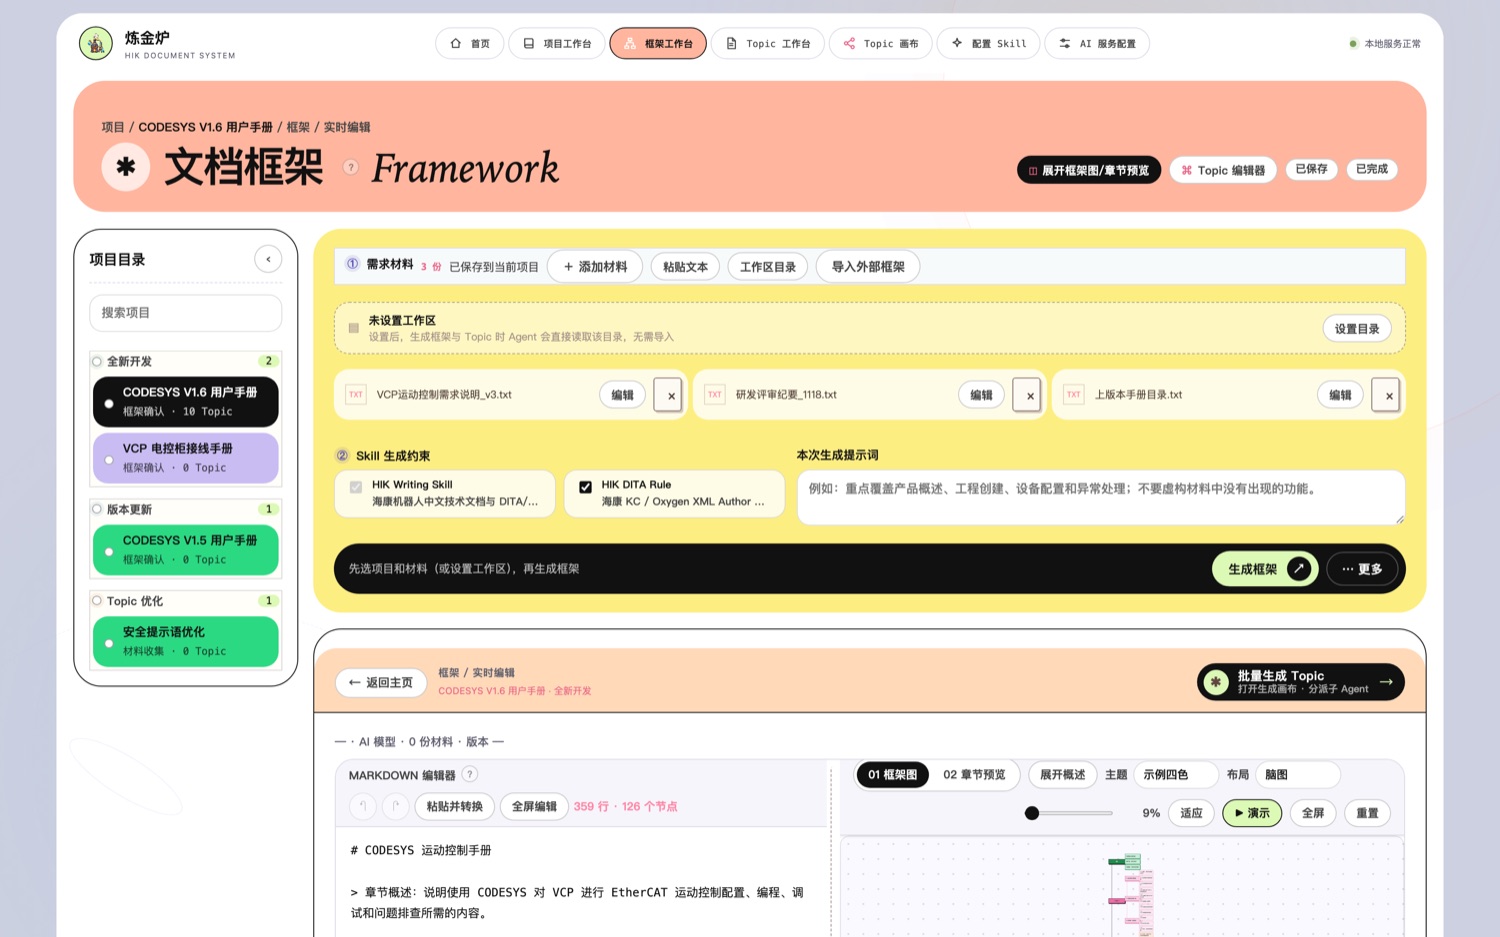 炼金炉
HIK DOCUMENT SYSTEM
首页
项目工作台
框架工作台
Topic 工作台
Topic 画布
配置 Skill
AI 服务配置
本地服务正常
项目 / CODESYS V1.6 用户手册 / 框架 / 实时编辑
文档框架 ? Framework
展开框架图/章节预览
⌘ Topic 编辑器
已保存
已完成
项目目录
搜索项目
全新开发 2
CODESYS V1.6 用户手册
框架确认 · 10 Topic
VCP 电控柜接线手册
框架确认 · 0 Topic
版本更新 1
CODESYS V1.5 用户手册
框架确认 · 0 Topic
Topic 优化 1
安全提示语优化
材料收集 · 0 Topic
① 需求材料 3 份 已保存到当前项目 + 添加材料 粘贴文本 工作区目录 导入外部框架
未设置工作区
设置后，生成框架与 Topic 时 Agent 会直接读取该目录，无需导入
设置目录
TXT VCP运动控制需求说明_v3.txt 编辑 ×
TXT 研发评审纪要_1118.txt 编辑 ×
TXT 上版本手册目录.txt 编辑 ×
② Skill 生成约束
HIK Writing Skill
海康机器人中文技术文档与 DITA/...
HIK DITA Rule
海康 KC / Oxygen XML Author ...
本次生成提示词
例如：重点覆盖产品概述、工程创建、设备配置和异常处理；不要虚构材料中没有出现的功能。
先选项目和材料（或设置工作区），再生成框架
生成框架 ↗
··· 更多
← 返回主页
框架 / 实时编辑
CODESYS V1.6 用户手册 · 全新开发
批量生成 Topic
打开生成画布 · 分派子 Agent →
— · AI 模型 · 0 份材料 · 版本 —
MARKDOWN 编辑器 ?
粘贴并转换 全屏编辑 359 行 · 126 个节点
# CODESYS 运动控制手册
> 章节概述：说明使用 CODESYS 对 VCP 进行 EtherCAT 运动控制配置、编程、调
试和问题排查所需的内容。
01 框架图 02 章节预览 展开概述 主题 示例四色 布局 脑图
9% 适应 ▶ 演示 全屏 重置